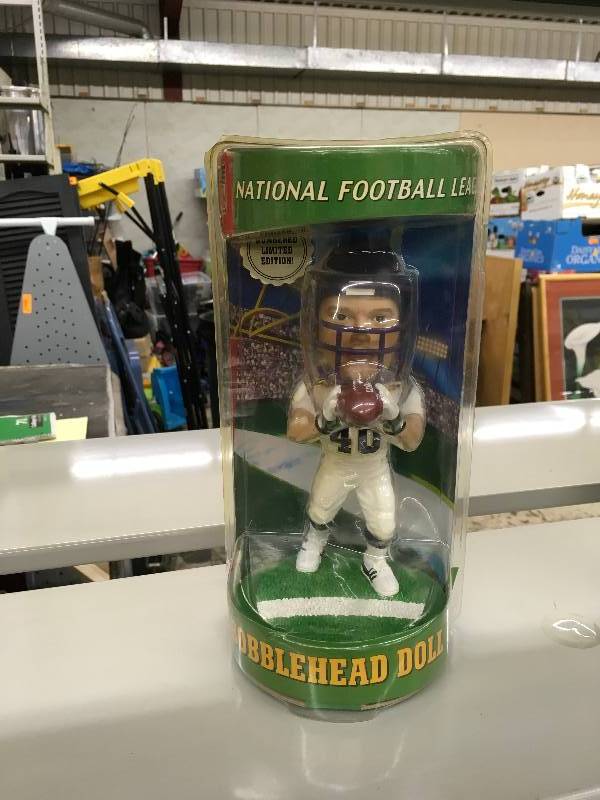 NATIONAL FOOTBALL LEA
NUMBERED
LIMITED
EDITION!
40
OBBLEHEAD DOLL